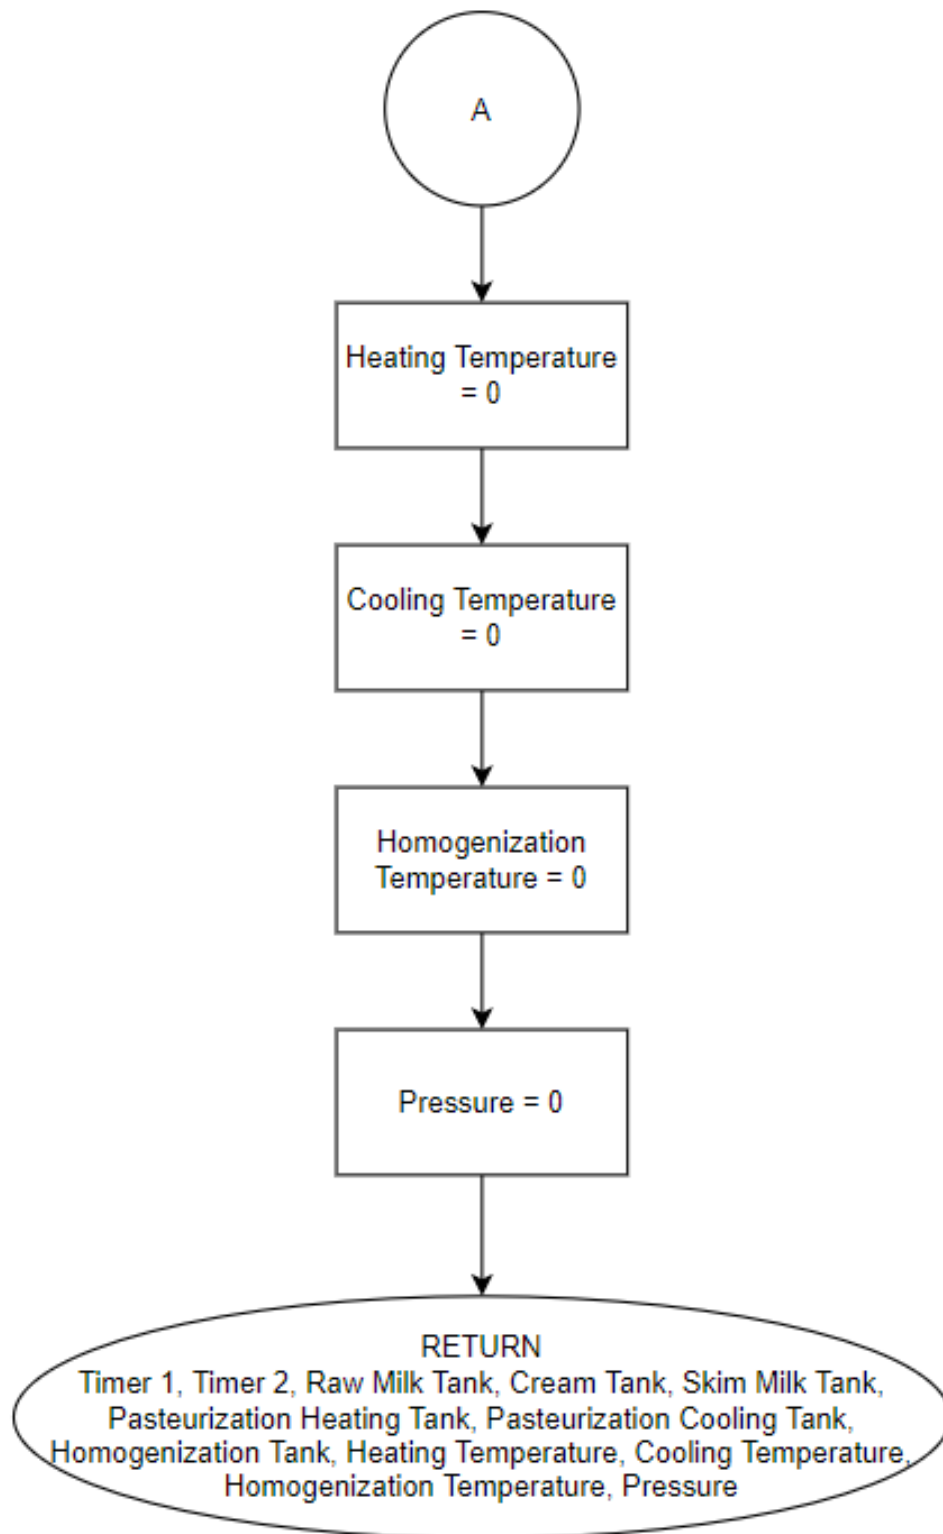 A
Heating Temperature
= 0
Cooling Temperature
= 0
Homogenization
Temperature = 0
Pressure = 0
RETURN
Timer 1, Timer 2, Raw Milk Tank, Cream Tank, Skim Milk Tank,
Pasteurization Heating Tank, Pasteurization Cooling Tank,
Homogenization Tank, Heating Temperature, Cooling Temperature,
Homogenization Temperature, Pressure